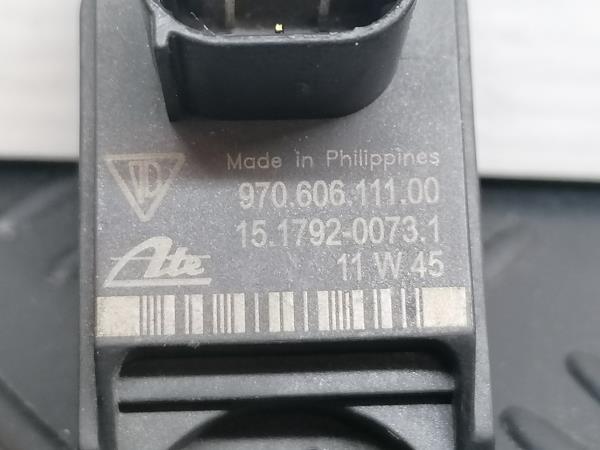 Made in Philippines
970.606.111.00
15.1792-0073.1
Ate
11 W 45